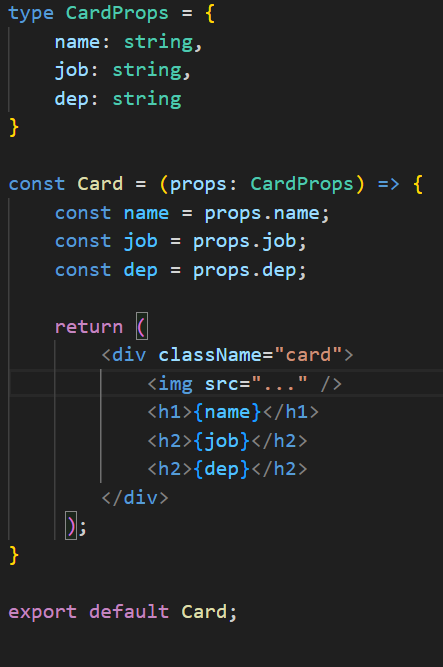 type CardProps = {
    name: string,
    job: string,
    dep: string
}

const Card = (props: CardProps) => {
    const name = props.name;
    const job = props.job;
    const dep = props.dep;

    return (
        <div className="card">
            <img src="..." />
            <h1>{name}</h1>
            <h2>{job}</h2>
            <h2>{dep}</h2>
        </div>
     );
}

export default Card;